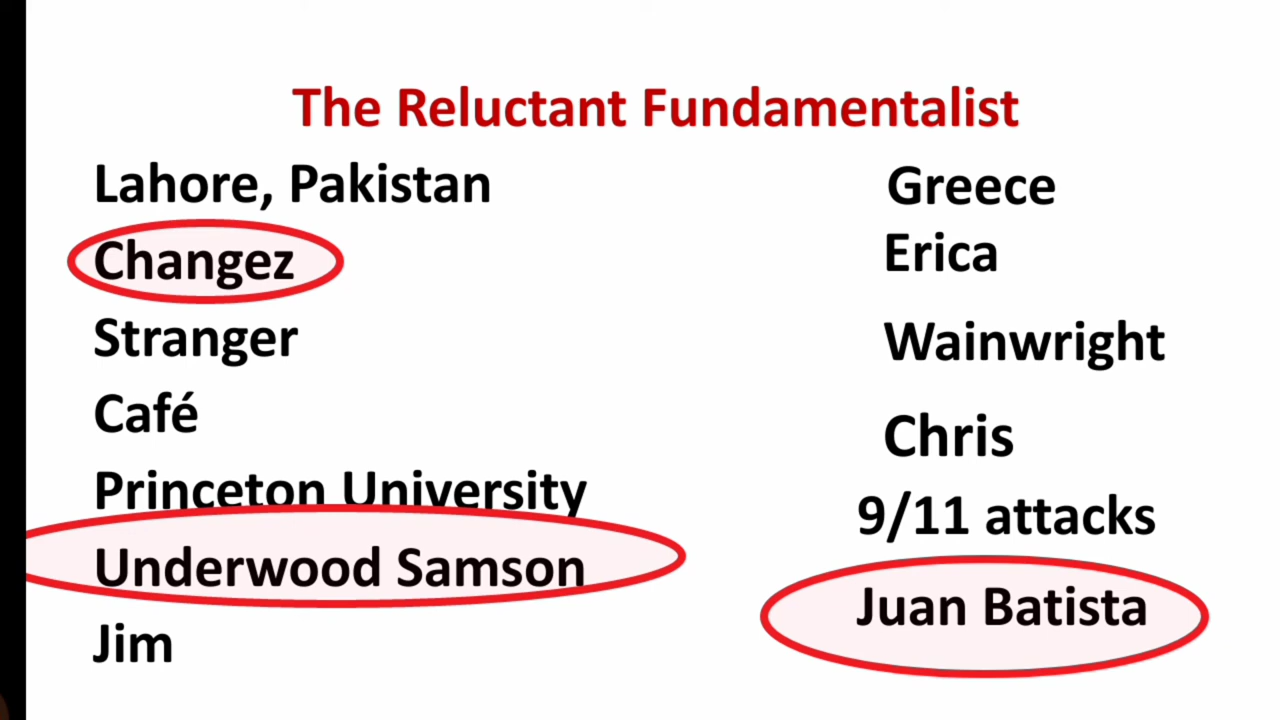 The Reluctant Fundamentalist
Lahore, Pakistan
Changez
Stranger
Café
Princeton University
Underwood Samson
Jim
Greece
Erica
Wainwright
Chris
9/11 attacks
Juan Batista